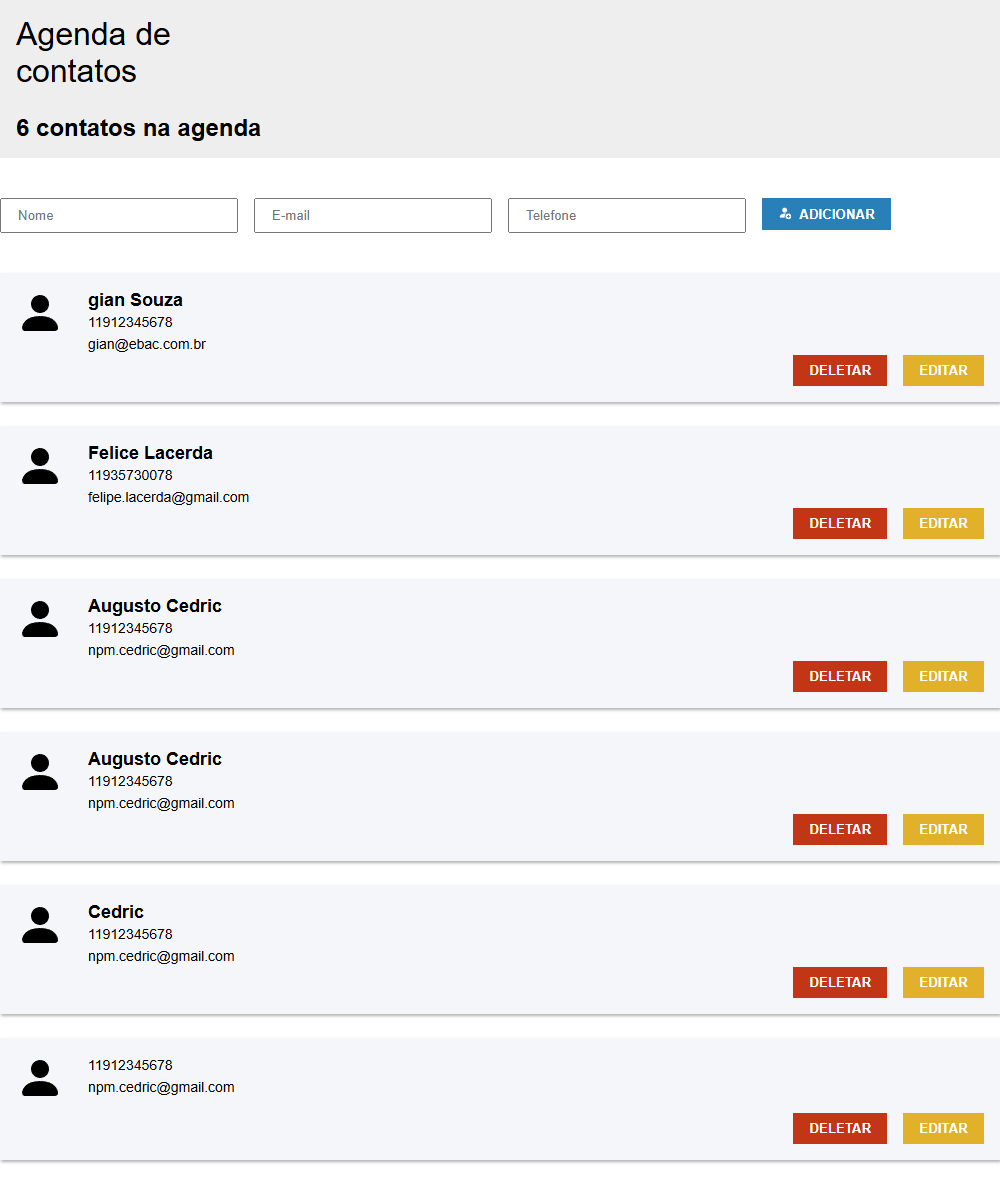 Agenda de
contatos
6 contatos na agenda
Nome E-mail Telefone ADICIONAR
gian Souza
11912345678
gian@ebac.com.br
DELETAR EDITAR
Felice Lacerda
11935730078
felipe.lacerda@gmail.com
DELETAR EDITAR
Augusto Cedric
11912345678
npm.cedric@gmail.com
DELETAR EDITAR
Augusto Cedric
11912345678
npm.cedric@gmail.com
DELETAR EDITAR
Cedric
11912345678
npm.cedric@gmail.com
DELETAR EDITAR
11912345678
npm.cedric@gmail.com
DELETAR EDITAR